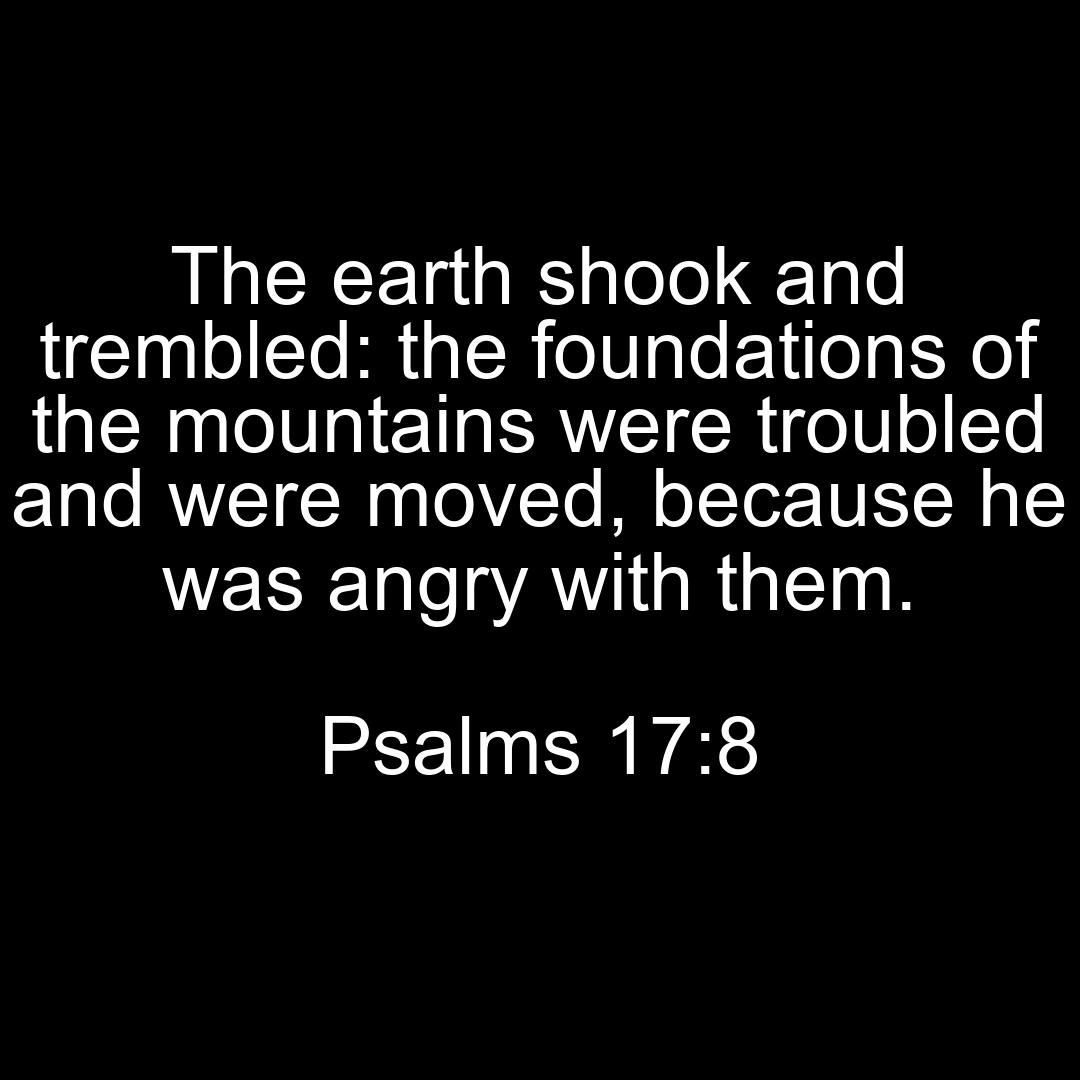 The earth shook and
trembled: the foundations of
the mountains were troubled
and were moved, because he
was angry with them.
Psalms 17:8